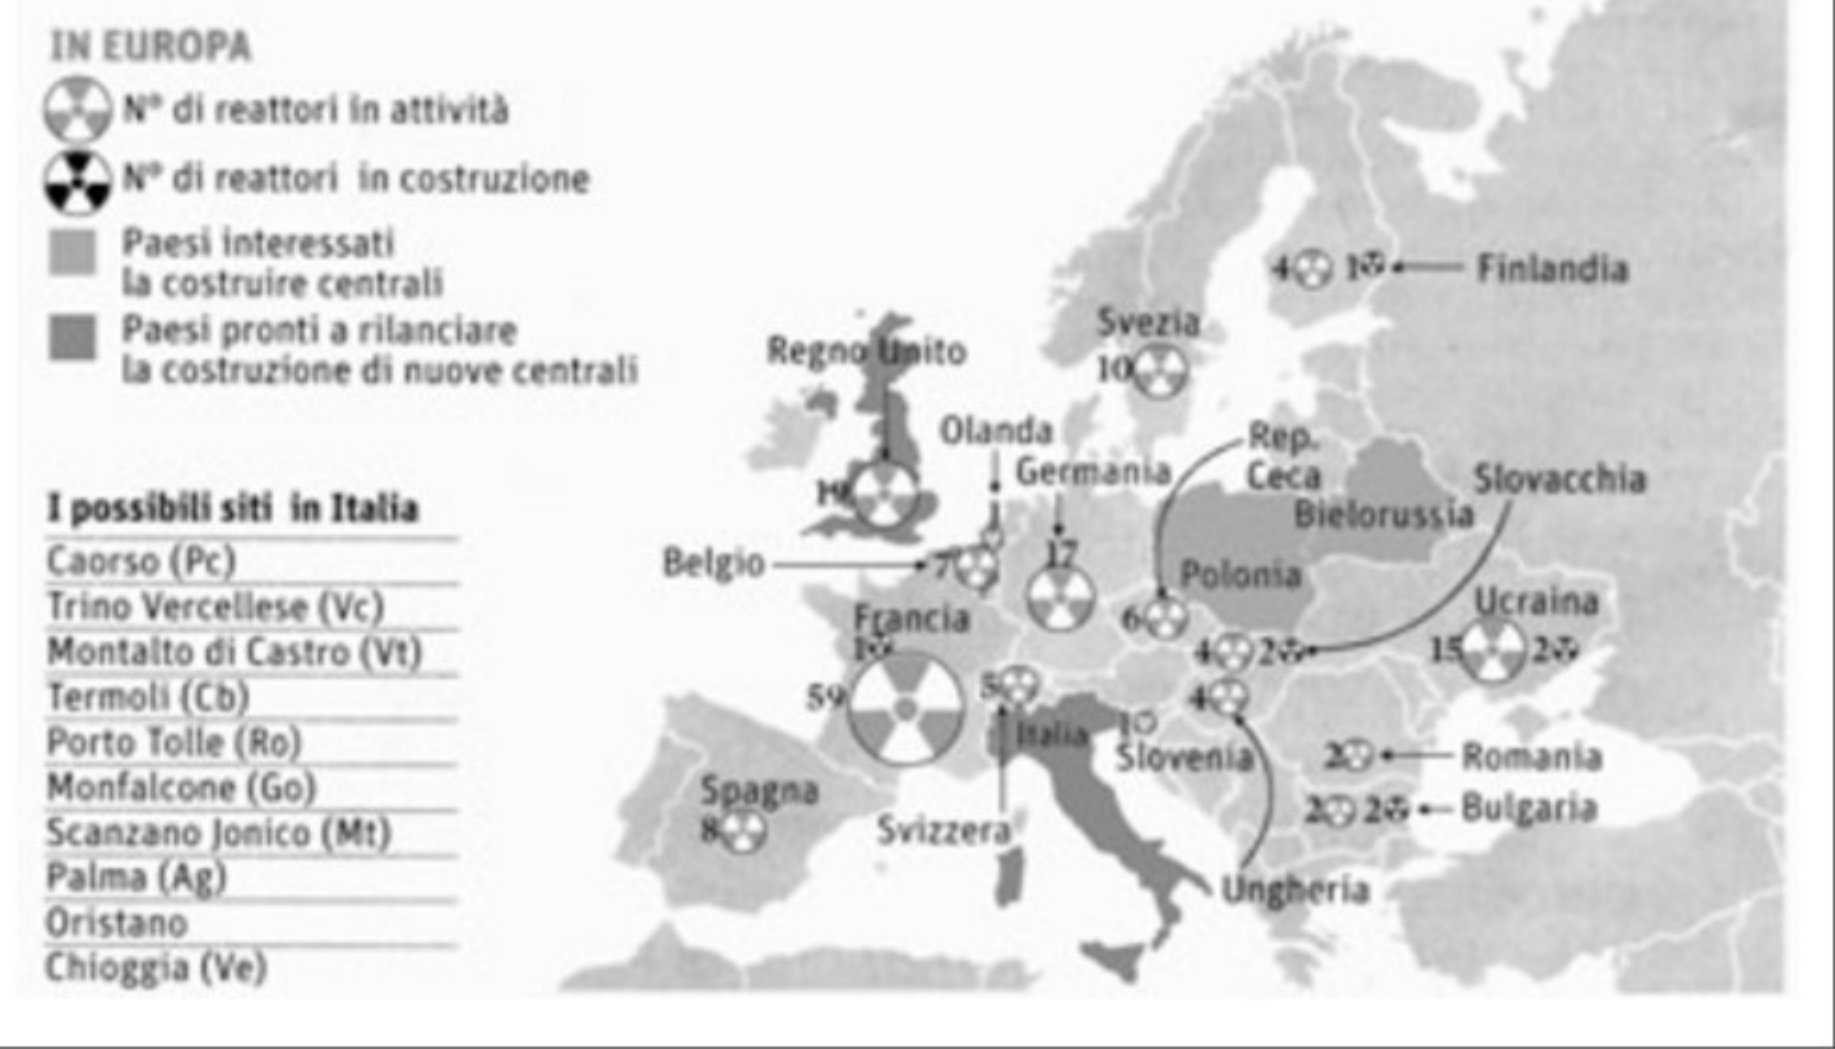 IN EUROPA
N° di reattori in attività
N° di reattori in costruzione
Paesi interessati
la costruire centrali
Paesi pronti a rilanciare
la costruzione di nuove centrali
I possibili siti in Italia
Caorso (Pc)
Trino Vercellese (Vc)
Montalto di Castro (Vt)
Termoli (Cb)
Porto Tolle (Ro)
Monfalcone (Go)
Scanzano Jonico (Mt)
Palma (Ag)
Oristano
Chioggia (Ve)
4 1 Finlandia
Svezia
10
Regno Unito
Olanda
1
Germania
17
Rep.
Ceca
6
Bielorussia
Slovacchia
4 2
Belgio
7
Polonia
Ucraina
15 2
Francia
1
59
5
4
Italia
1
Slovenia
2 Romania
Spagna
8
2 2 Bulgaria
Svizzera
Ungheria